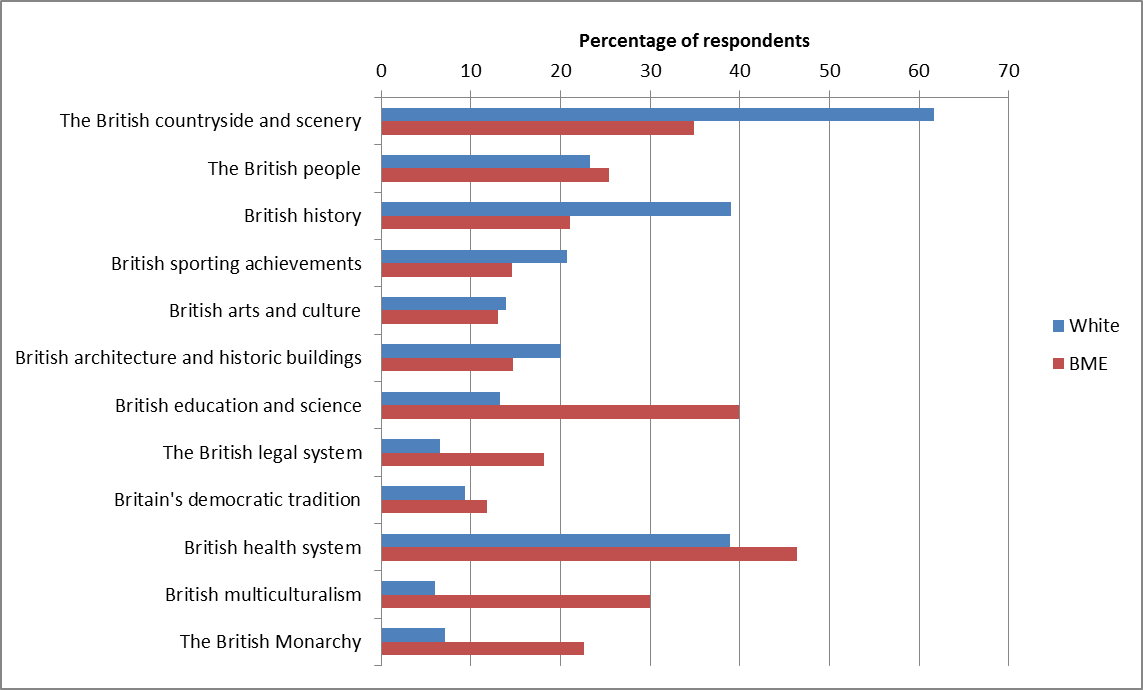 Percentage of respondents
0 10 20 30 40 50 60 70
The British countryside and scenery
The British people
British history
British sporting achievements
British arts and culture
British architecture and historic buildings
British education and science
The British legal system
Britain's democratic tradition
British health system
British multiculturalism
The British Monarchy
White
BME